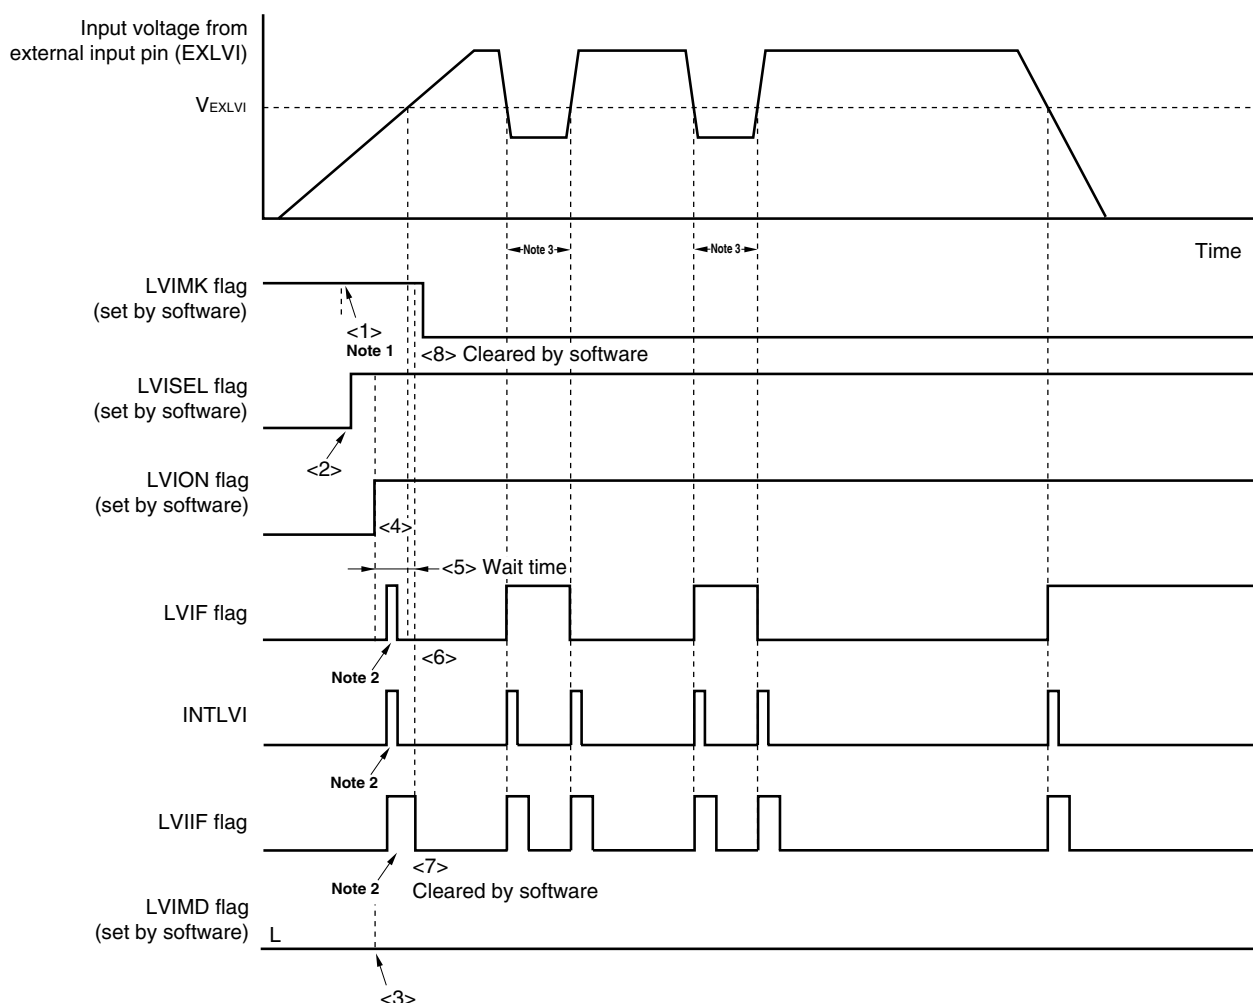 Input voltage from
external input pin (EXLVI)
VEXLVI
Note 3
Note 3
Time
LVIMK flag
(set by software)
<1>
Note 1
<8> Cleared by software
LVISEL flag
(set by software)
<2>
LVION flag
(set by software)
<4>
<5> Wait time
LVIF flag
<6>
Note 2
INTLVI
Note 2
LVIIF flag
<7>
Cleared by software
Note 2
LVIMD flag
(set by software)
L
<3>